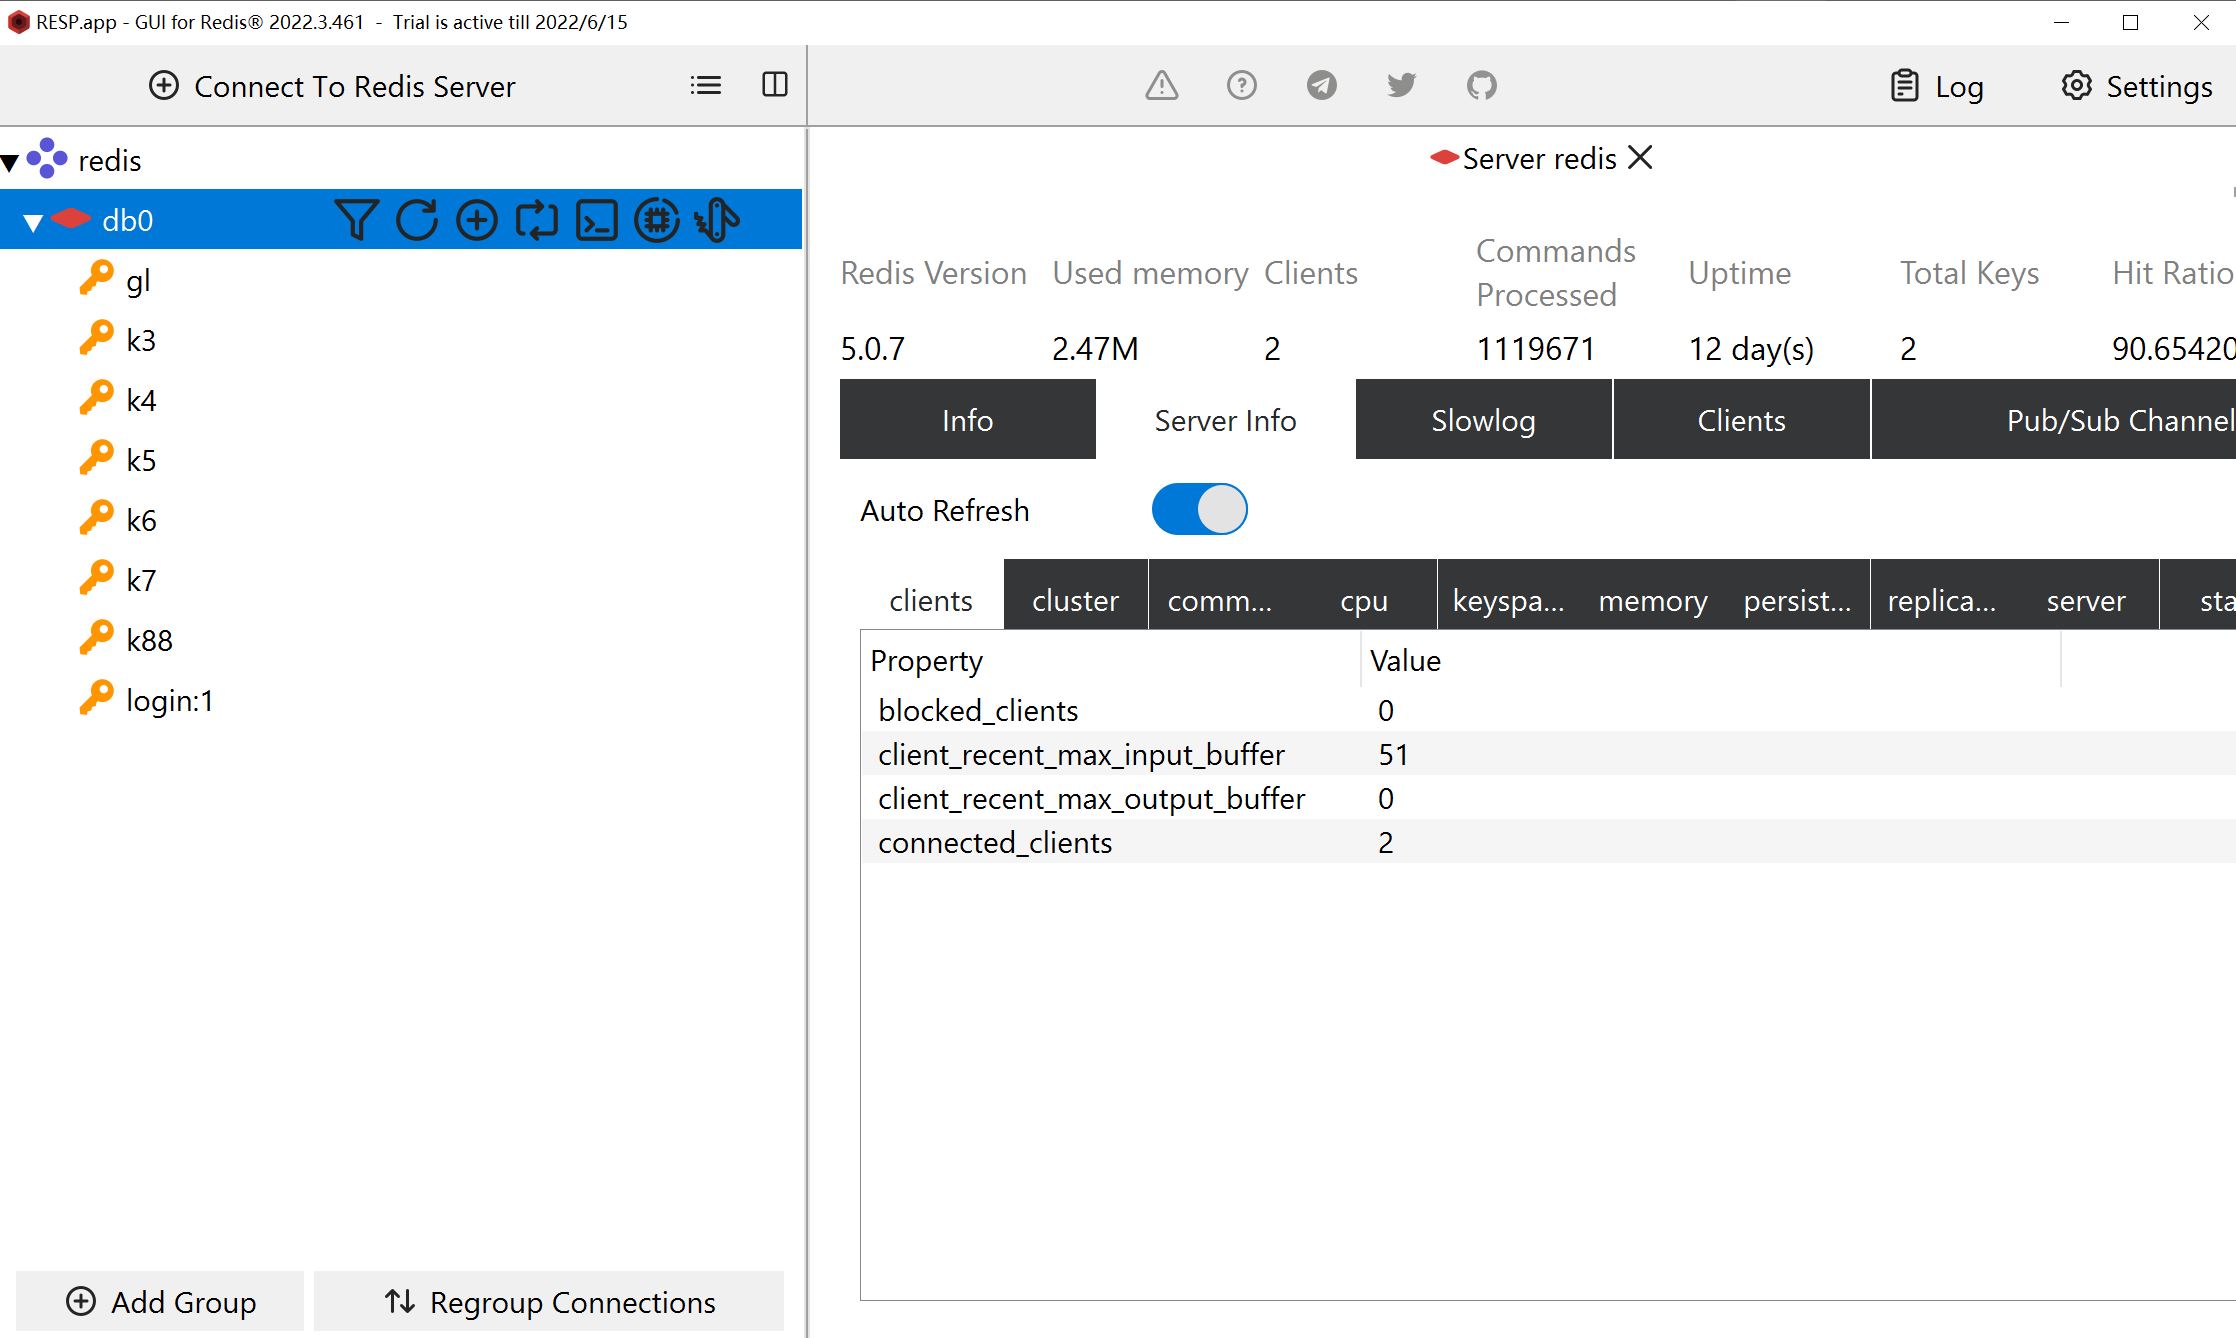 RESP.app - GUI for Redis® 2022.3.461 - Trial is active till 2022/6/15
Connect To Redis Server
Log
Settings
redis
db0
gl
k3
k4
k5
k6
k7
k88
login:1
Add Group
Regroup Connections
Server redis
Redis Version
Used memory
Clients
Commands
Processed
Uptime
Total Keys
Hit Ratio
5.0.7
2.47M
2
1119671
12 day(s)
2
90.65420
Info
Server Info
Slowlog
Clients
Pub/Sub Channel
Auto Refresh
clients
cluster
comm...
cpu
keyspa...
memory
persist...
replica...
server
sta
Property
Value
blocked_clients
0
client_recent_max_input_buffer
51
client_recent_max_output_buffer
0
connected_clients
2